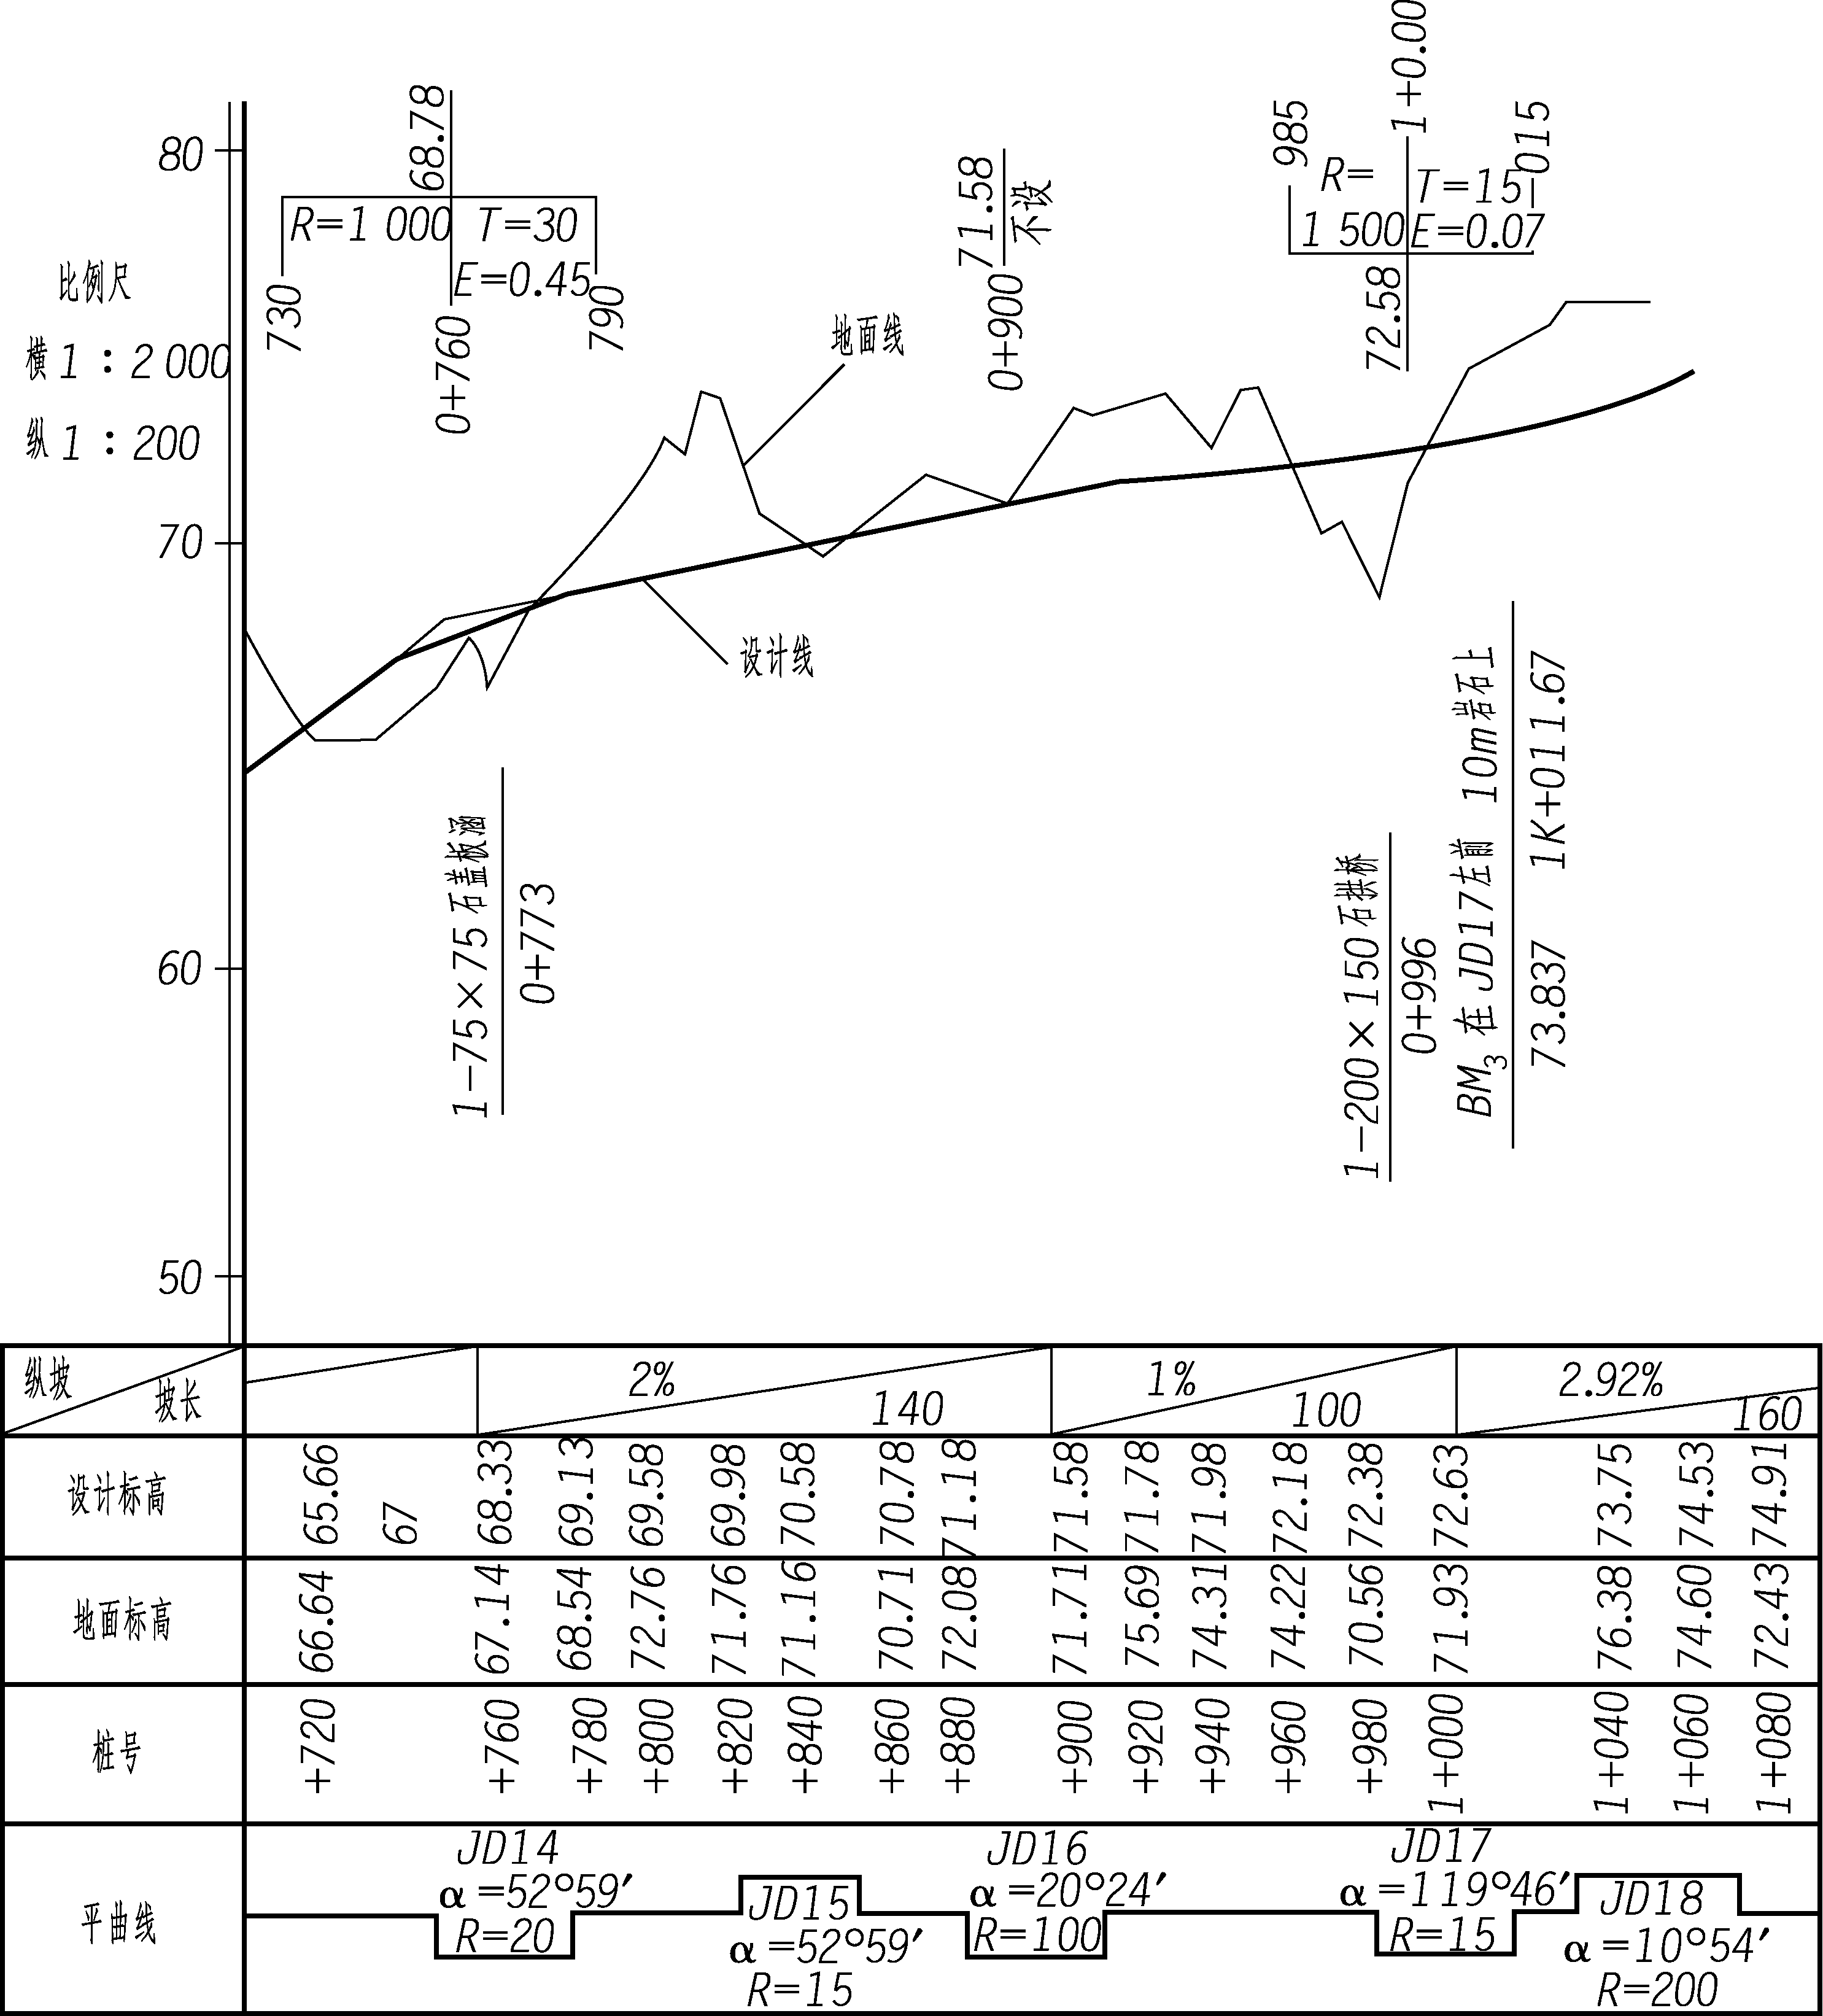 80
70
60
50
比例尺
横1:2 000
纵1:200
68.78
R=1 000
T=30
E=0.45
730
0+760
790
地面线
设计线
71.58
不设
0+900
985
1+0.00
015
R=
1 500
T=15
E=0.07
72.58
1-75×75石盖板涵
0+773
1-200×150石拱桥
0+996
BM3 在JD17左前 10m岩石上
73.837 1K+011.67
纵坡
坡长
2%
140
1%
100
2.92%
160
设计标高
65.66 67 68.33 69.13 69.58 69.98 70.58 70.78 71.18 71.58 71.78 71.98 72.18 72.38 72.63 73.75 74.53 74.91
地面标高
66.64 67.14 68.54 72.76 71.76 71.16 70.71 72.08 71.71 75.69 74.31 74.22 70.56 71.93 76.38 74.60 72.43
桩号
+720 +760 +780 +800 +820 +840 +860 +880 +900 +920 +940 +960 +980 1+000 1+040 1+060 1+080
平曲线
JD14
α=52°59′
R=20
JD15
α=52°59′
R=15
JD16
α=20°24′
R=100
JD17
α=119°46′
R=15
JD18
α=10°54′
R=200